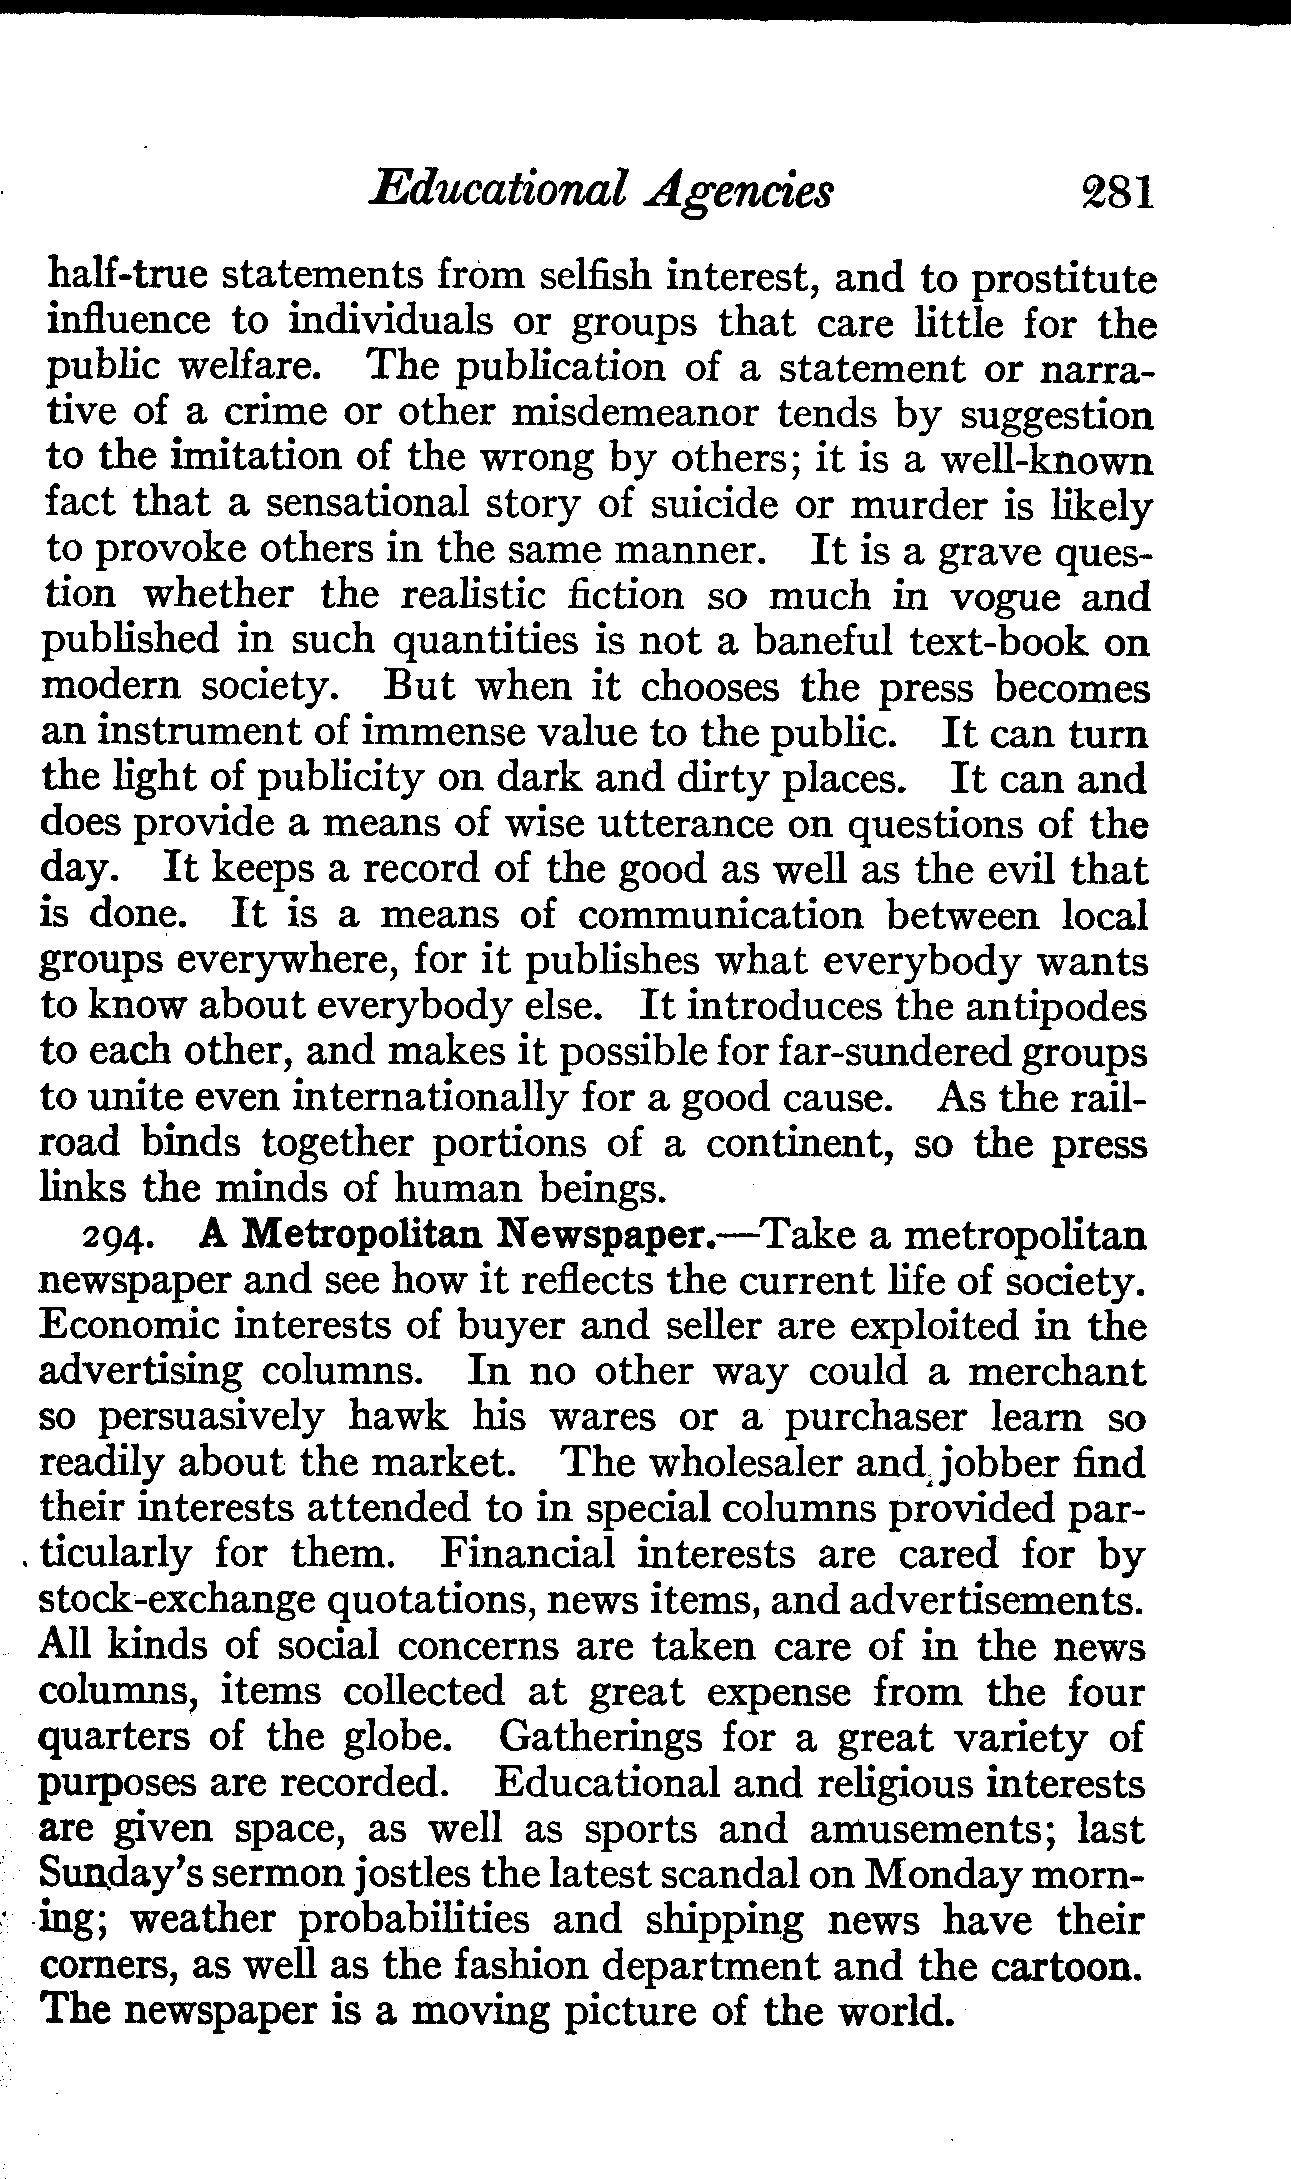 Educational Agencies 281
half-true statements from selfish interest, and to prostitute
influence to individuals or groups that care little for the
public welfare. The publication of a statement or narra-
tive of a crime or other misdemeanor tends by suggestion
to the imitation of the wrong by others; it is a well-known
fact that a sensational story of suicide or murder is likely
to provoke others in the same manner. It is a grave ques-
tion whether the realistic fiction so much in vogue and
published in such quantities is not a baneful text-book on
modern society. But when it chooses the press becomes
an instrument of immense value to the public. It can turn
the light of publicity on dark and dirty places. It can and
does provide a means of wise utterance on questions of the
day. It keeps a record of the good as well as the evil that
is done. It is a means of communication between local
groups everywhere, for it publishes what everybody wants
to know about everybody else. It introduces the antipodes
to each other, and makes it possible for far-sundered groups
to unite even internationally for a good cause. As the rail-
road binds together portions of a continent, so the press
links the minds of human beings.
294. A Metropolitan Newspaper.—Take a metropolitan
newspaper and see how it reflects the current life of society.
Economic interests of buyer and seller are exploited in the
advertising columns. In no other way could a merchant
so persuasively hawk his wares or a purchaser learn so
readily about the market. The wholesaler and jobber find
their interests attended to in special columns provided par-
ticularly for them. Financial interests are cared for by
stock-exchange quotations, news items, and advertisements.
All kinds of social concerns are taken care of in the news
columns, items collected at great expense from the four
quarters of the globe. Gatherings for a great variety of
purposes are recorded. Educational and religious interests
are given space, as well as sports and amusements; last
Sunday's sermon jostles the latest scandal on Monday morn-
ing; weather probabilities and shipping news have their
corners, as well as the fashion department and the cartoon.
The newspaper is a moving picture of the world.